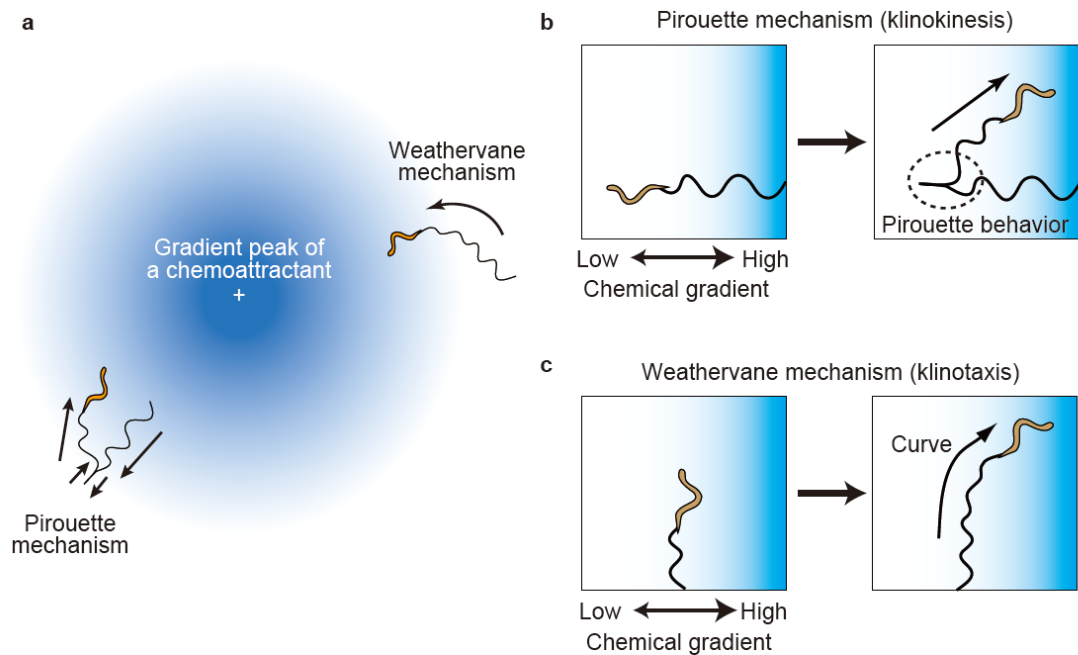 a
Weathervane
mechanism
Gradient peak of
a chemoattractant
+
Pirouette
mechanism
b
Pirouette mechanism (klinokinesis)
Low High
Chemical gradient
Pirouette behavior
c
Weathervane mechanism (klinotaxis)
Low High
Chemical gradient
Curve